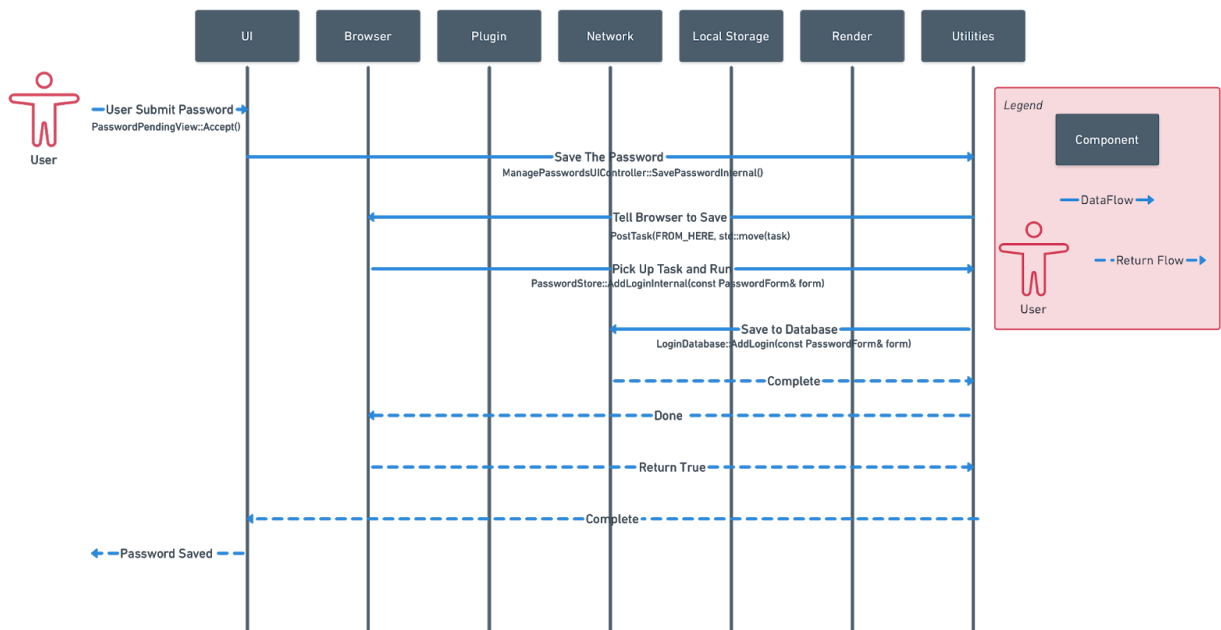 UI
Browser
Plugin
Network
Local Storage
Render
Utilities
User Submit Password
PasswordPendingView::Accept()
User
Save The Password
ManagePasswordsUIController::SavePasswordInternal()
Tell Browser to Save
PostTask(FROM_HERE, std::move(task)
Pick Up Task and Run
PasswordStore::AddLoginInternal(const PasswordForm& form)
Save to Database
LoginDatabase::AddLogin(const PasswordForm& form)
Complete
Done
Return True
Complete
Password Saved
Legend
Component
DataFlow
Return Flow
User